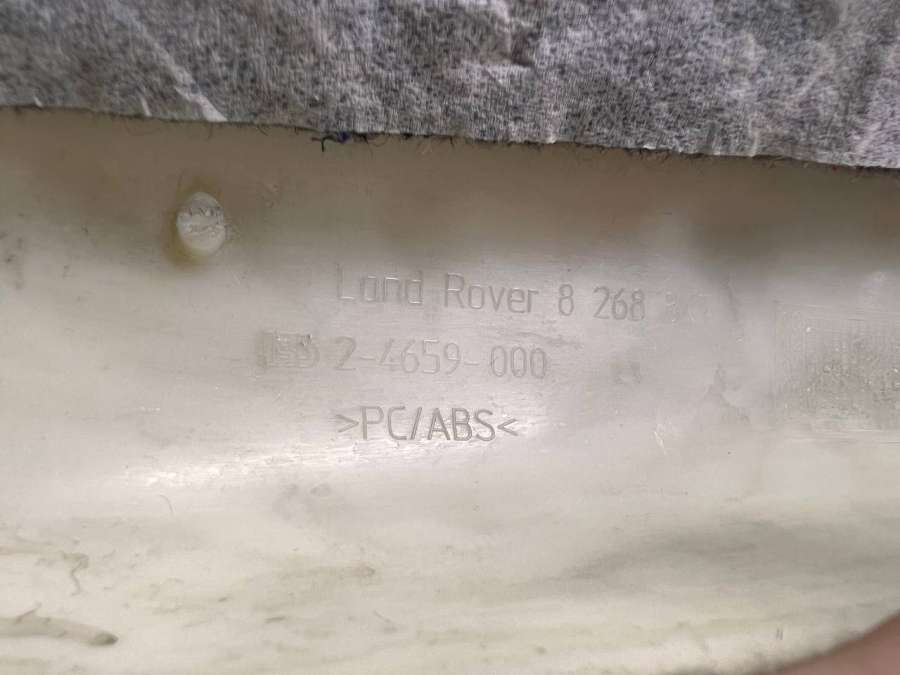 Land Rover 8 268
2-4659-000
>PC/ABS<